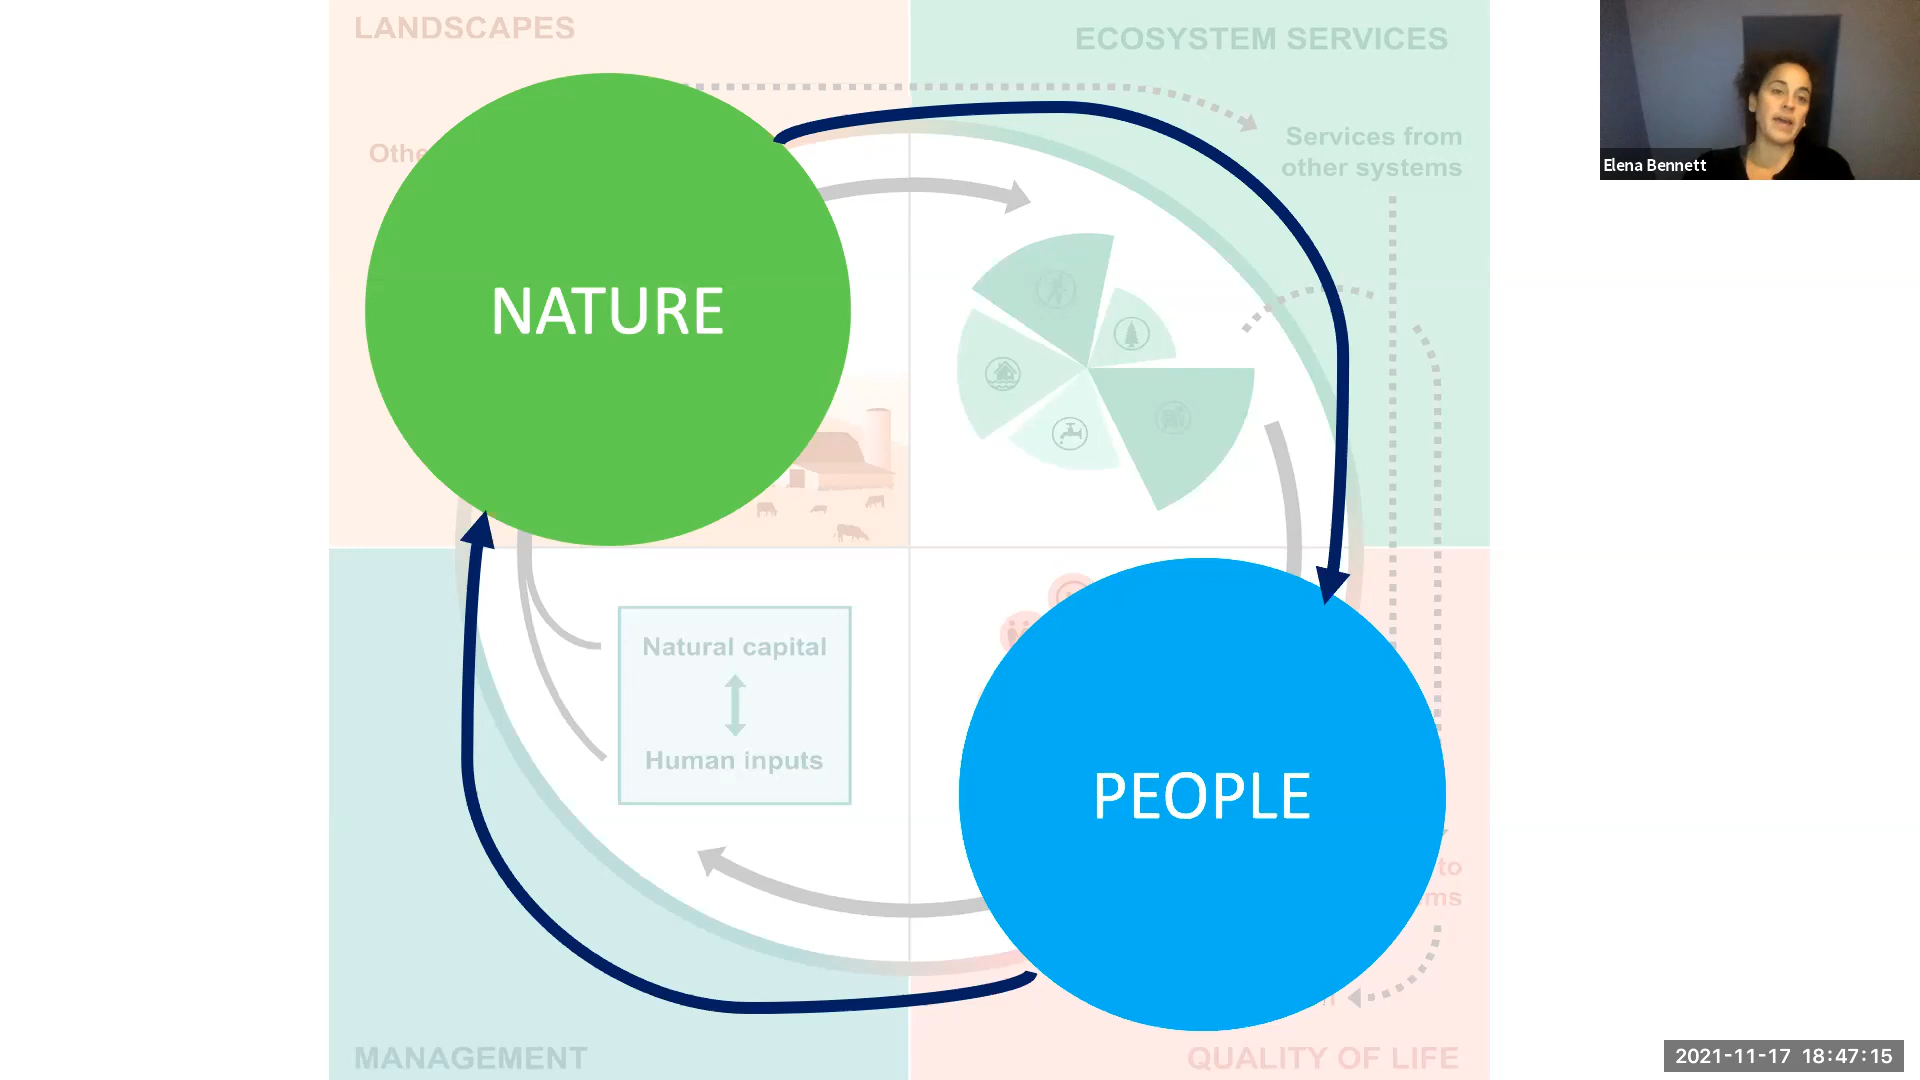 LANDSCAPES
ECOSYSTEM SERVICES
Services from
other systems
NATURE
Elena Bennett
Natural capital
Human inputs
PEOPLE
to
MANAGEMENT
QUALITY OF LIFE
2021-11-17 18:47:15